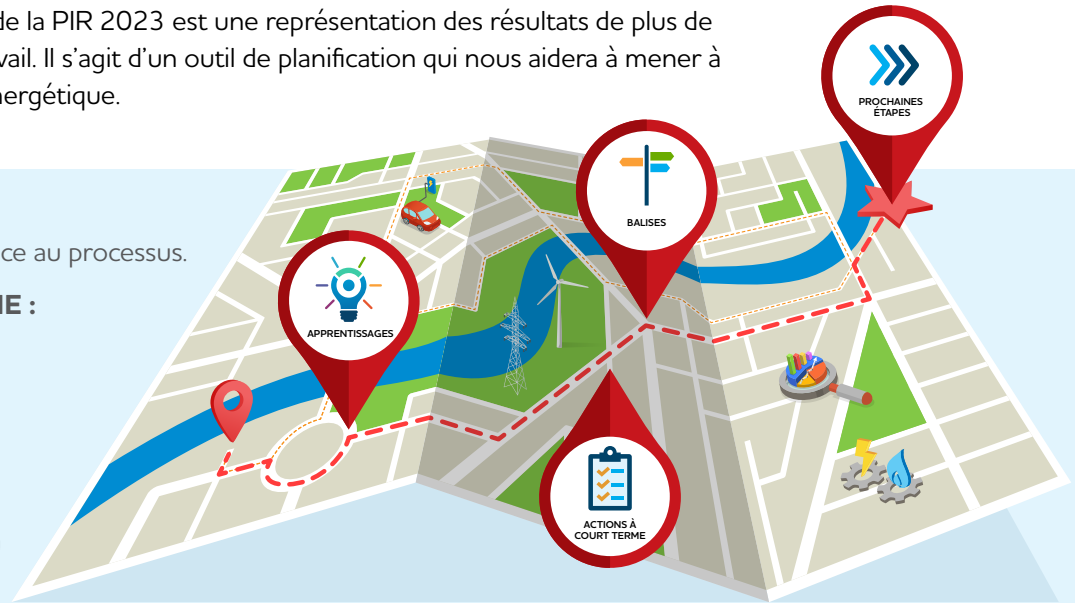 de la PIR 2023 est une représentation des résultats de plus de
vail. Il s'agit d'un outil de planification qui nous aidera à mener à
nergétique.
PROCHAINES
ÉTAPES
BALISES
ce au processus.
IE :
APPRENTISSAGES
ACTIONS À
COURT TERME